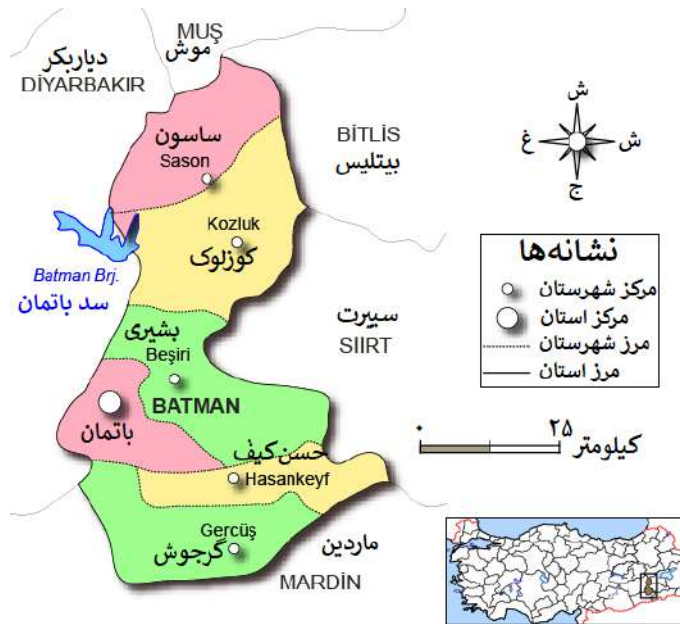 MUŞ
موش
دیاربکر
DİYARBAKIR
ساسون
Sason
BİTLİS
بیتلیس
ش
غ
ش
ج
Kozluk
کوزلوک
Batman Brj.
سد باتمان
بشیری
Beşiri
سییرت
SIIRT
BATMAN
باتمان
حسن‌کیف
Hasankeyf
Gercüş
گرجوش
ماردین
MARDİN
نشانه‌ها
مرکز شهرستان
مرکز استان
مرز شهرستان
مرز استان
۰
۲۵
کیلومتر